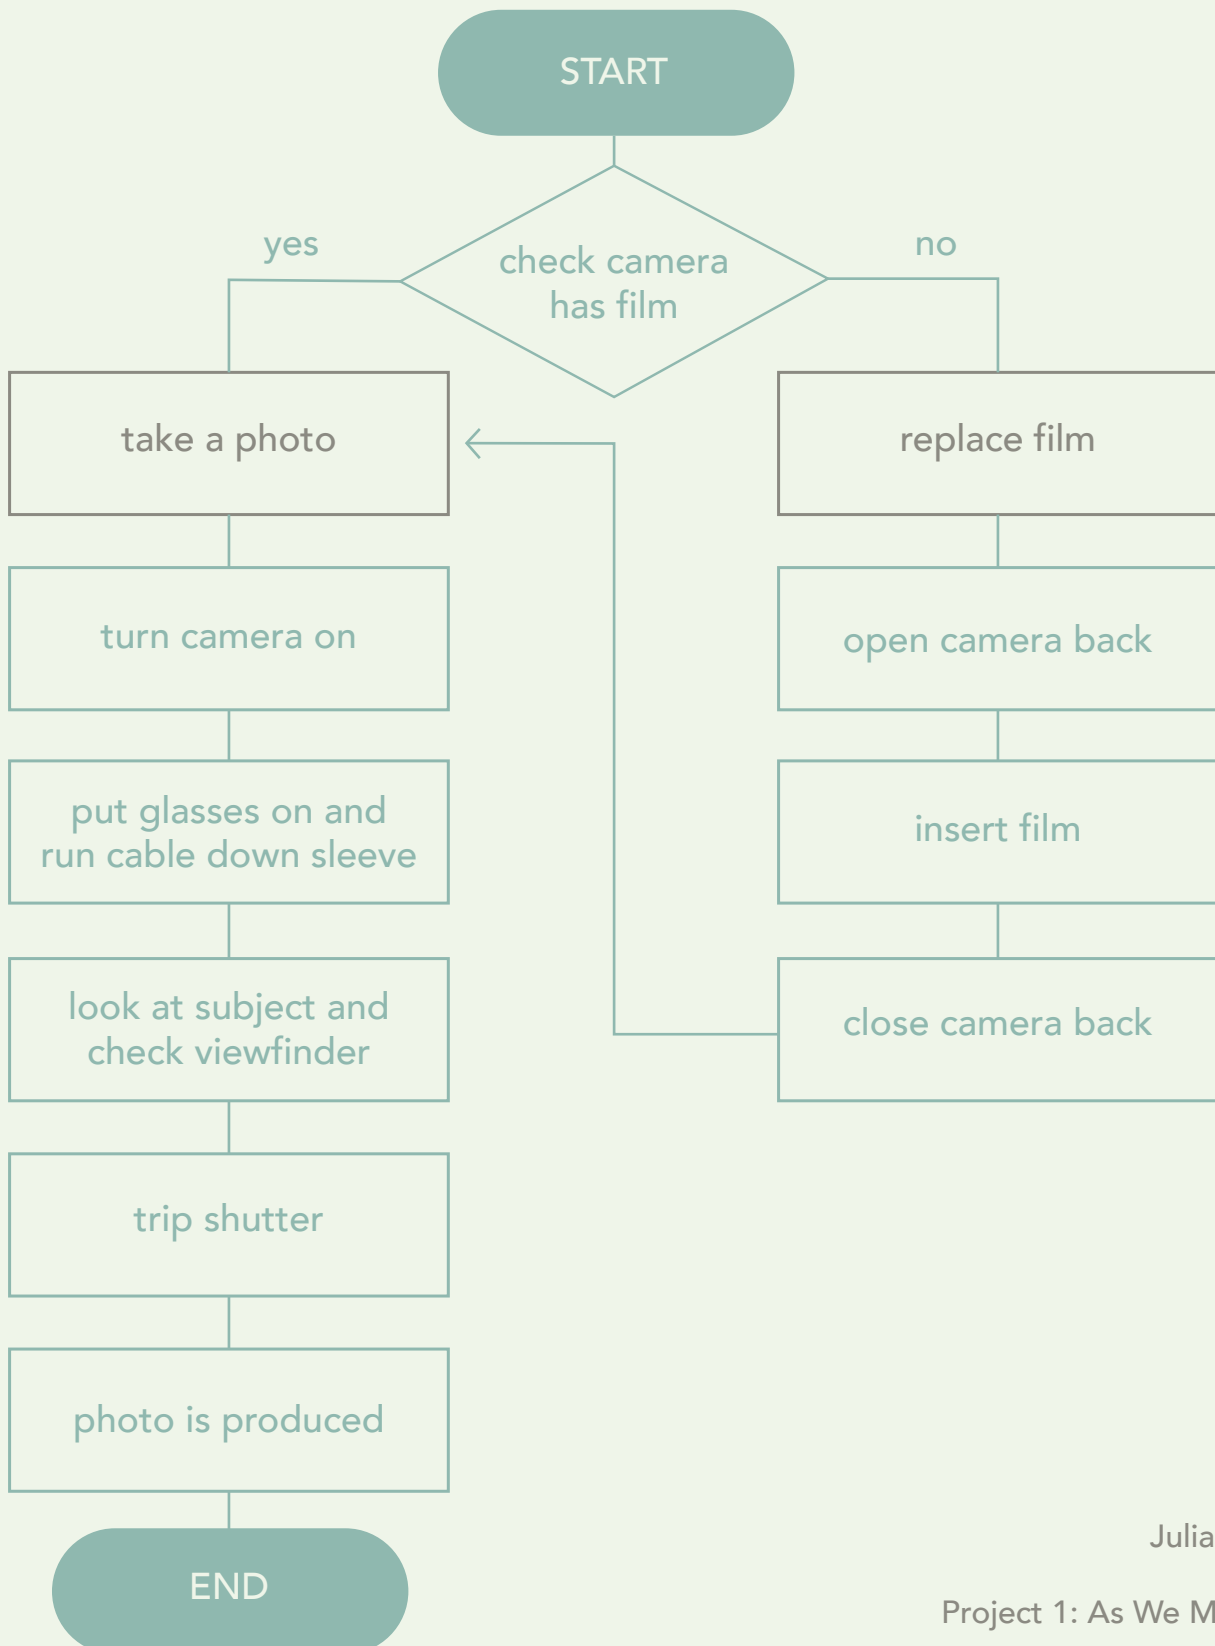 START
yes
no
check camera
has film
take a photo
turn camera on
put glasses on and
run cable down sleeve
look at subject and
check viewfinder
trip shutter
photo is produced
END
replace film
open camera back
insert film
close camera back
Julia
Project 1: As We M